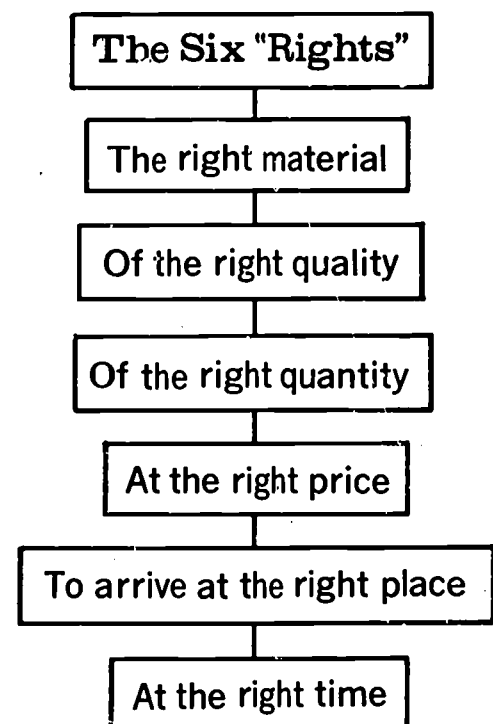 The Six "Rights"
The right material
Of the right quality
Of the right quantity
At the right price
To arrive at the right place
At the right time